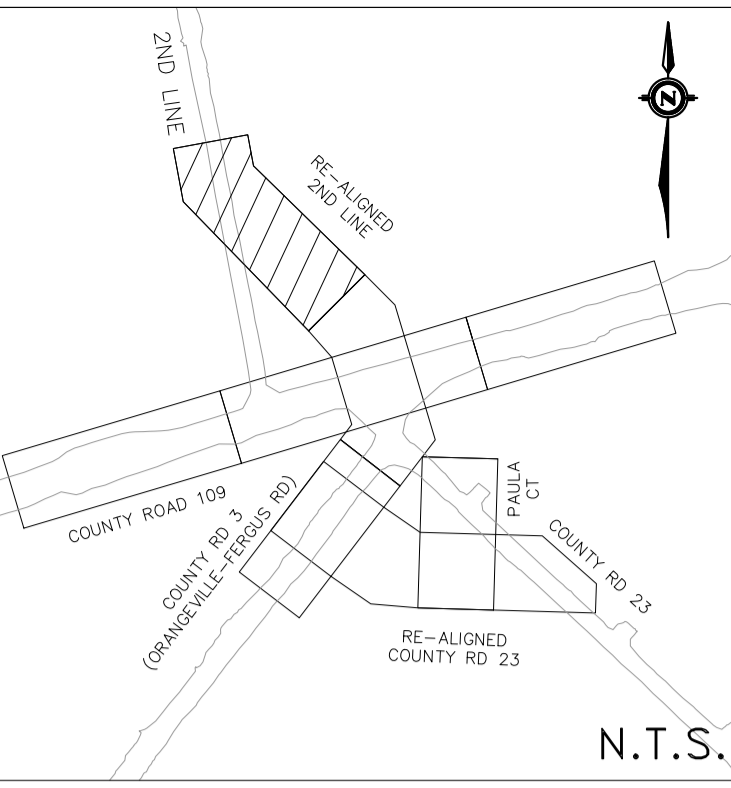 2ND LINE
RE-ALIGNED
2ND LINE
N
COUNTY ROAD 109
COUNTY RD 3
(ORANGEVILLE-FERGUS RD)
PAULA
CT
COUNTY RD 23
RE-ALIGNED
COUNTY RD 23
N.T.S.